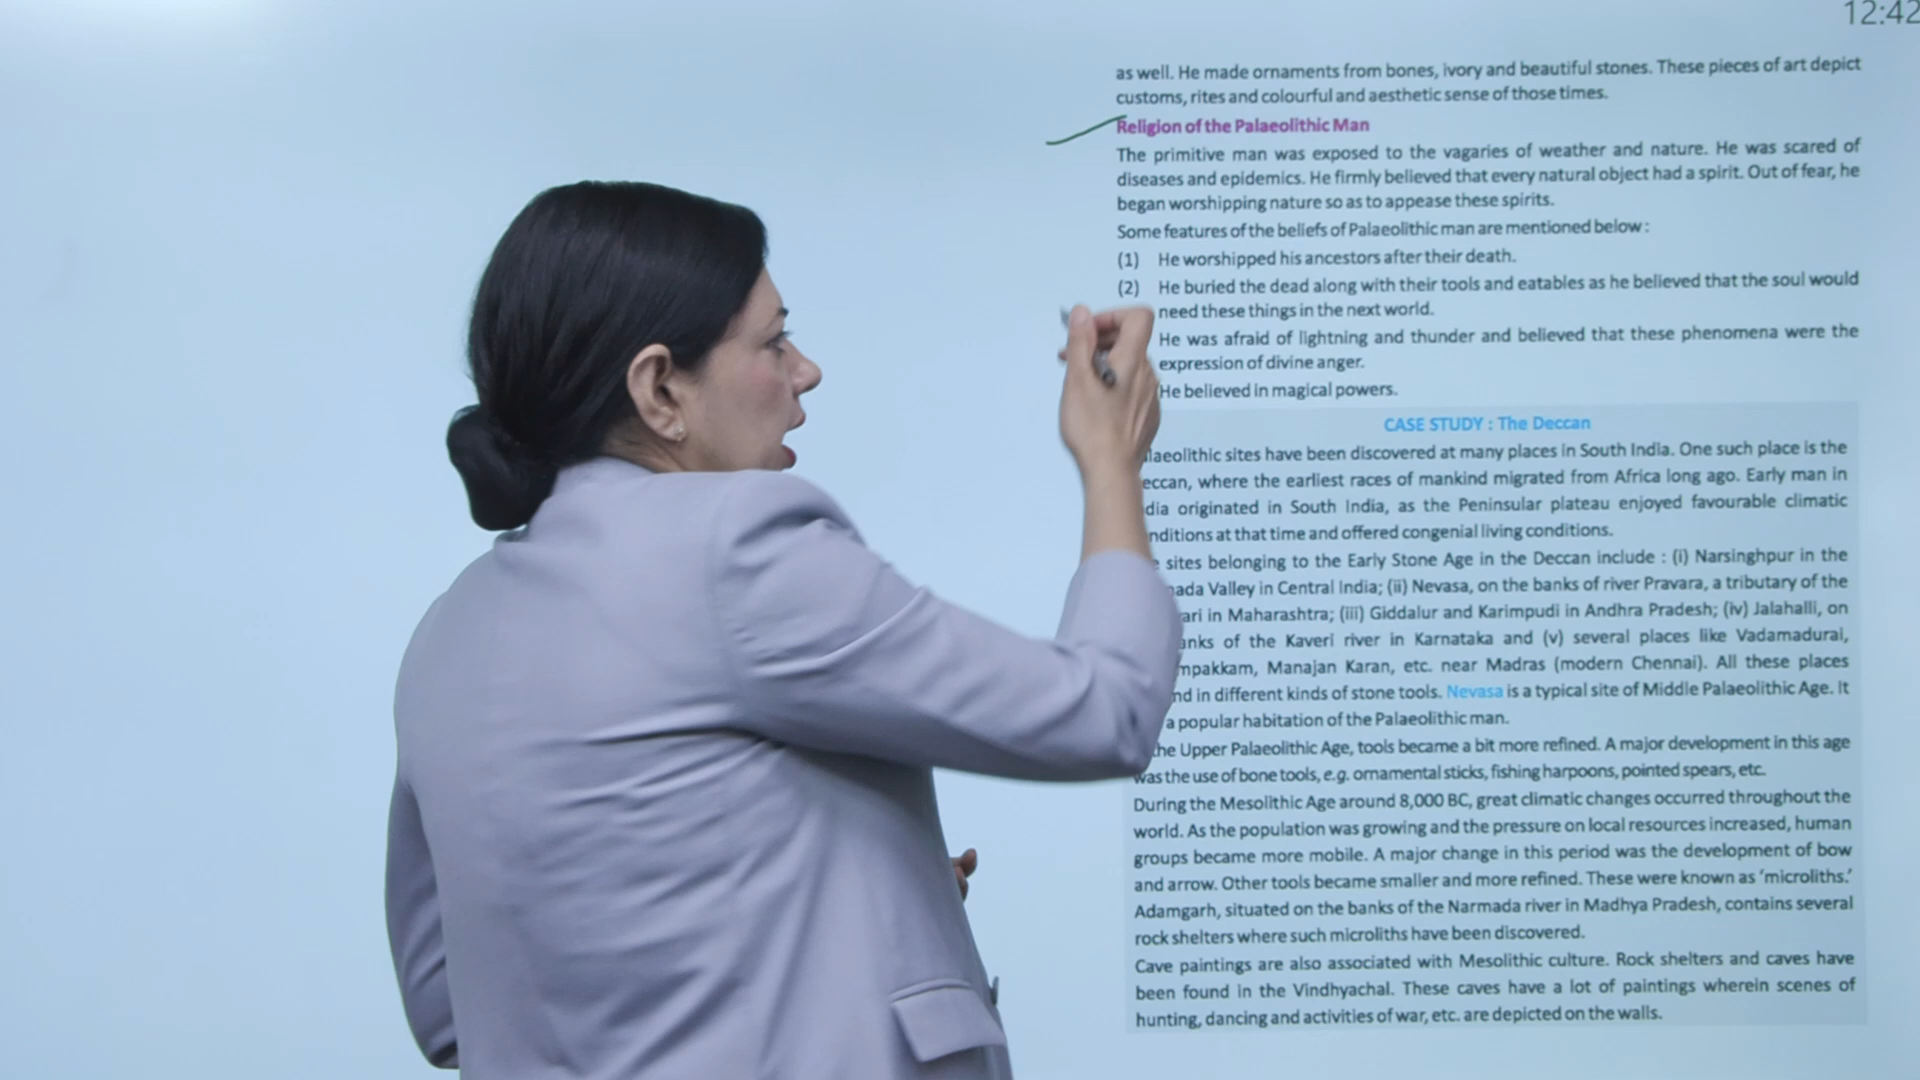 12:42
as well. He made ornaments from bones, ivory and beautiful stones. These pieces of art depict
customs, rites and colourful and aesthetic sense of those times.
Religion of the Palaeolithic Man
The primitive man was exposed to the vagaries of weather and nature. He was scared of
diseases and epidemics. He firmly believed that every natural object had a spirit. Out of fear, he
began worshipping nature so as to appease these spirits.
Some features of the beliefs of Palaeolithic man are mentioned below :
(1) He worshipped his ancestors after their death.
(2) He buried the dead along with their tools and eatables as he believed that the soul would
need these things in the next world.
He was afraid of lightning and thunder and believed that these phenomena were the
expression of divine anger.
He believed in magical powers.
CASE STUDY : The Deccan
sites have been discovered at many places in South India. One such place is the
where the earliest races of mankind migrated from Africa long ago. Early man in
originated in South India, as the Peninsular plateau enjoyed favourable climatic
at that time and offered congenial living conditions.
sites belonging to the Early Stone Age in the Deccan include : (i) Narsinghpur in the
Valley in Central India; (ii) Nevasa, on the banks of river Pravara, a tributary of the
in Maharashtra; (iii) Giddalur and Karimpudi in Andhra Pradesh; (iv) Jalahalli, on
of the Kaveri river in Karnataka and (v) several places like Vadamadurai,
Manajan Karan, etc. near Madras (modern Chennai). All these places
in different kinds of stone tools. Nevasa is a typical site of Middle Palaeolithic Age. It
a popular habitation of the Palaeolithic man.
the Upper Palaeolithic Age, tools became a bit more refined. A major development in this age
was the use of bone tools, e.g. ornamental sticks, fishing harpoons, pointed spears, etc.
During the Mesolithic Age around 8,000 BC, great climatic changes occurred throughout the
world. As the population was growing and the pressure on local resources increased, human
groups became more mobile. A major change in this period was the development of bow
and arrow. Other tools became smaller and more refined. These were known as 'microliths.'
Adamgarh, situated on the banks of the Narmada river in Madhya Pradesh, contains several
rock shelters where such microliths have been discovered.
Cave paintings are also associated with Mesolithic culture. Rock shelters and caves have
been found in the Vindhyachal. These caves have a lot of paintings wherein scenes of
hunting, dancing and activities of war, etc. are depicted on the walls.